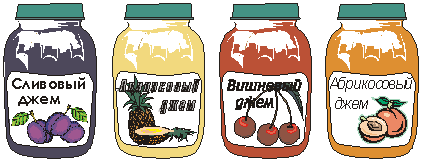 Сливовый
джем
Ананасовый
джем
Вишневый
джем
Абрикосовый
джем